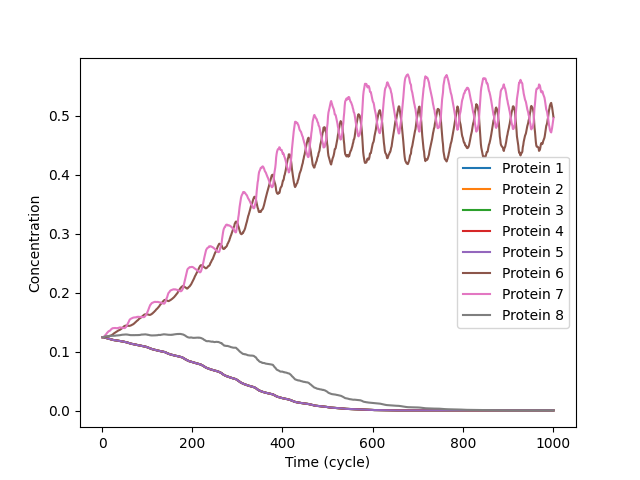 0.5
0.4
0.3
0.2
0.1
0.0
Concentration
0 200 400 600 800 1000
Time (cycle)
Protein 1
Protein 2
Protein 3
Protein 4
Protein 5
Protein 6
Protein 7
Protein 8